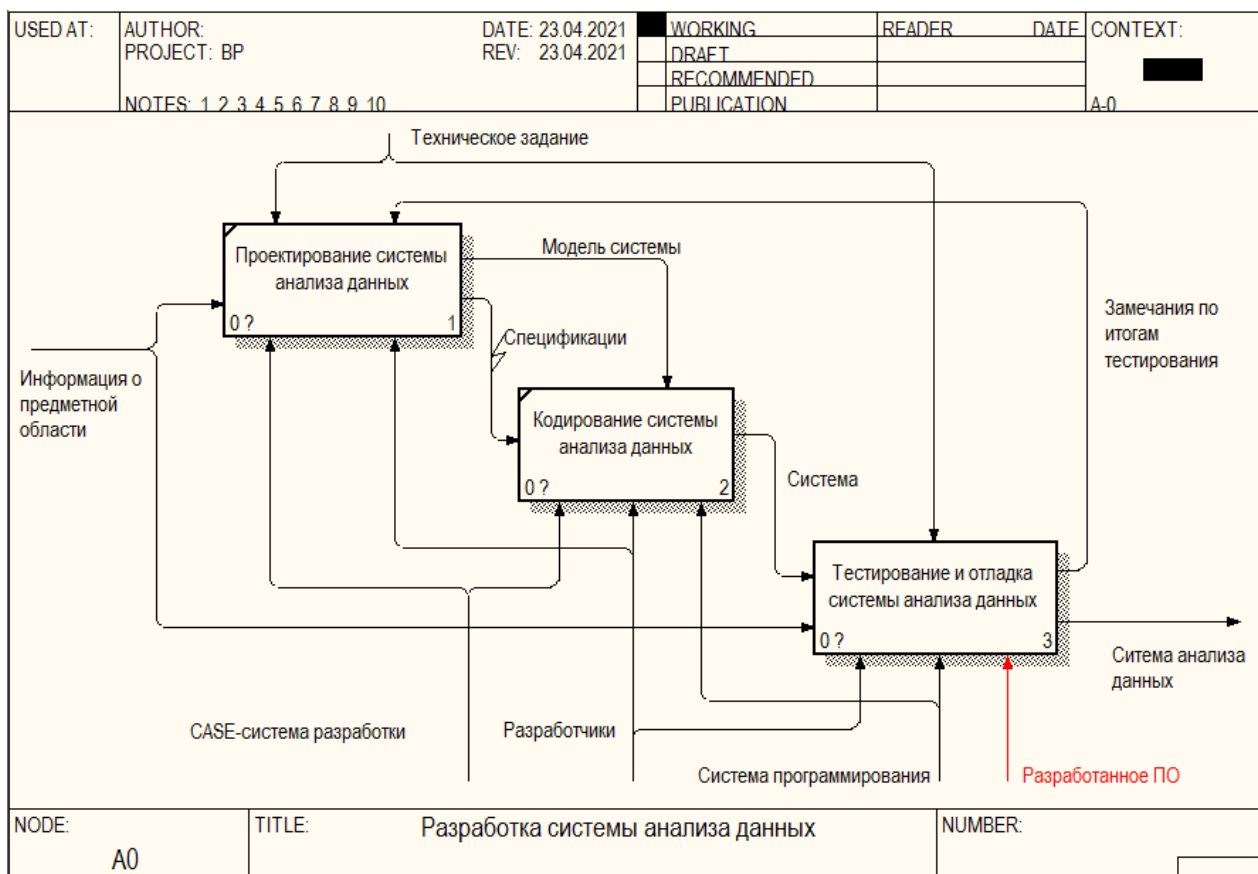 USED AT:
AUTHOR:
DATE: 23.04.2021
PROJECT: BP
REV: 23.04.2021
NOTES: 1 2 3 4 5 6 7 8 9 10
WORKING
DRAFT
RECOMMENDED
PUBLICATION
READER
DATE
CONTEXT:
A-0
Техническое задание
Проектирование системы
анализа данных
0 ?
1
Модель системы
Спецификации
Замечания по
итогам
тестирования
Информация о
предметной
области
Кодирование системы
анализа данных
0 ?
2
Система
Тестирование и отладка
системы анализа данных
0 ?
3
Ситема анализа
данных
CASE-система разработки
Разработчики
Система программирования
Разработанное ПО
NODE:
A0
TITLE:
Разработка системы анализа данных
NUMBER: